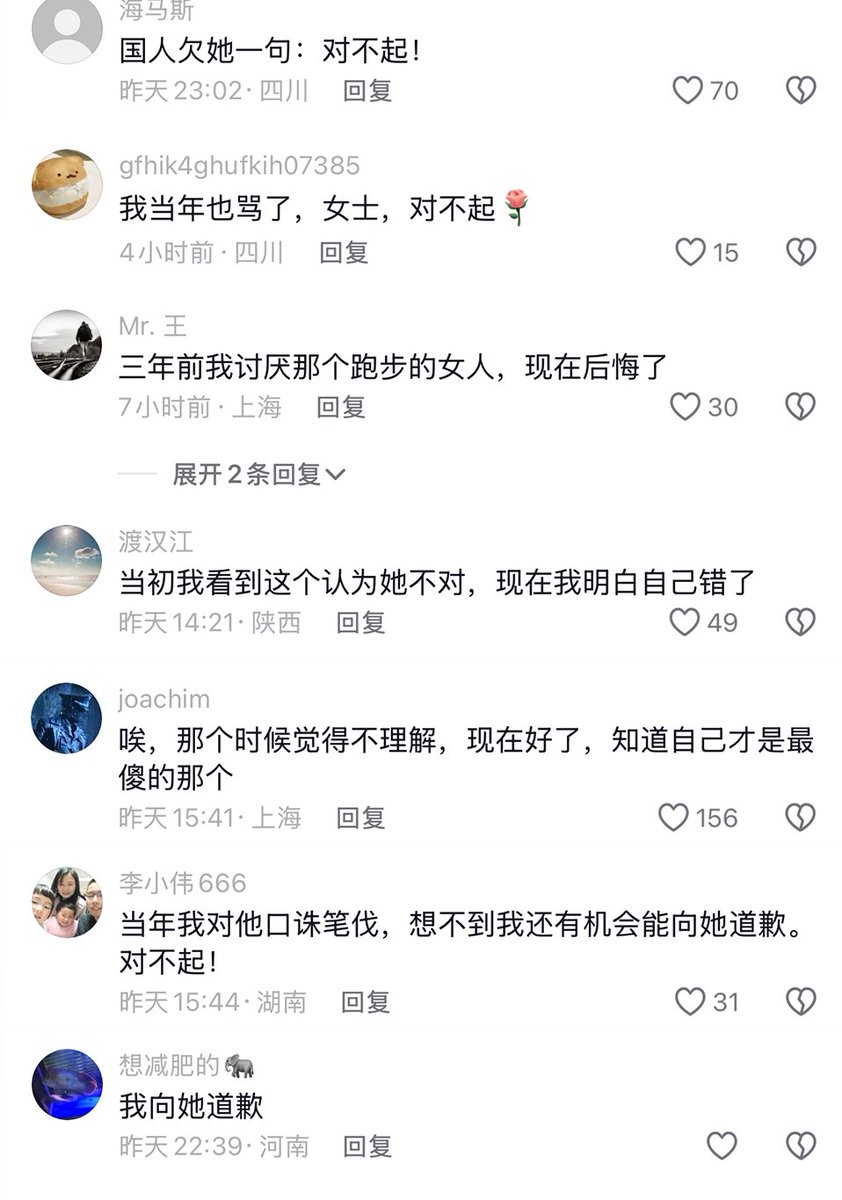 海马斯
国人欠她一句：对不起！
昨天23:02·四川 回复 70
gfhik4ghufkih07385
我当年也骂了，女士，对不起🌹
4小时前·四川 回复 15
Mr. 王
三年前我讨厌那个跑步的女人，现在后悔了
7小时前·上海 回复 30
展开2条回复
渡汉江
当初我看到这个认为她不对，现在我明白自己错了
昨天14:21·陕西 回复 49
joachim
唉，那个时候觉得不理解，现在好了，知道自己才是最
傻的那个
昨天15:41·上海 回复 156
李小伟666
当年我对他口诛笔伐，想不到我还有机会能向她道歉。
对不起！
昨天15:44·湖南 回复 31
想减肥的🐘
我向她道歉
昨天22:39·河南 回复